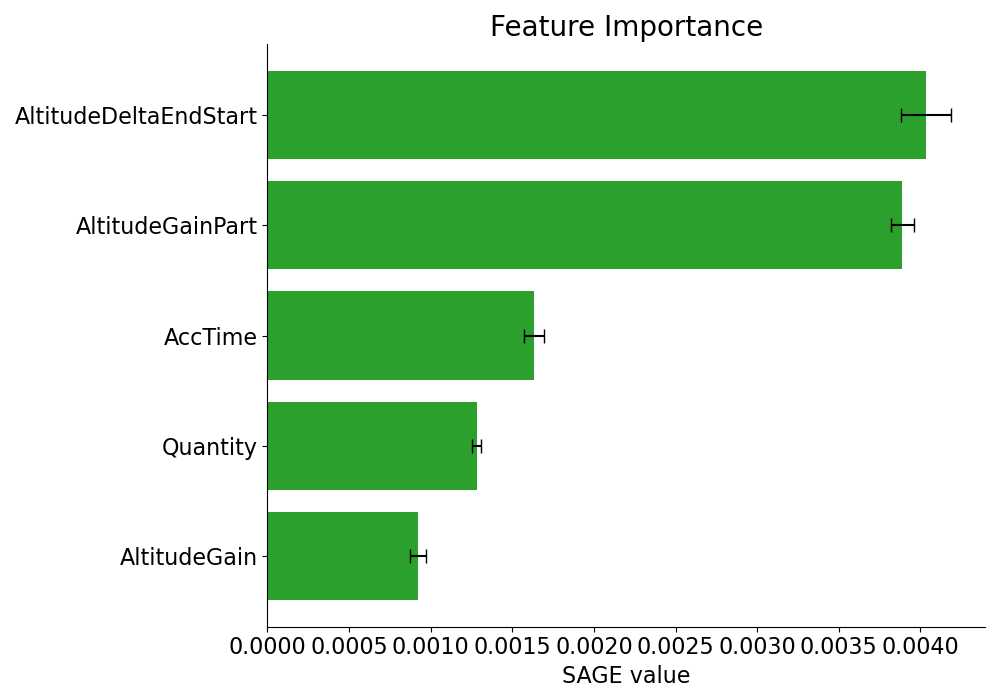 Feature Importance
AltitudeDeltaEndStart
AltitudeGainPart
AccTime
Quantity
AltitudeGain
0.0000 0.0005 0.0010 0.0015 0.0020 0.0025 0.0030 0.0035 0.0040
SAGE value